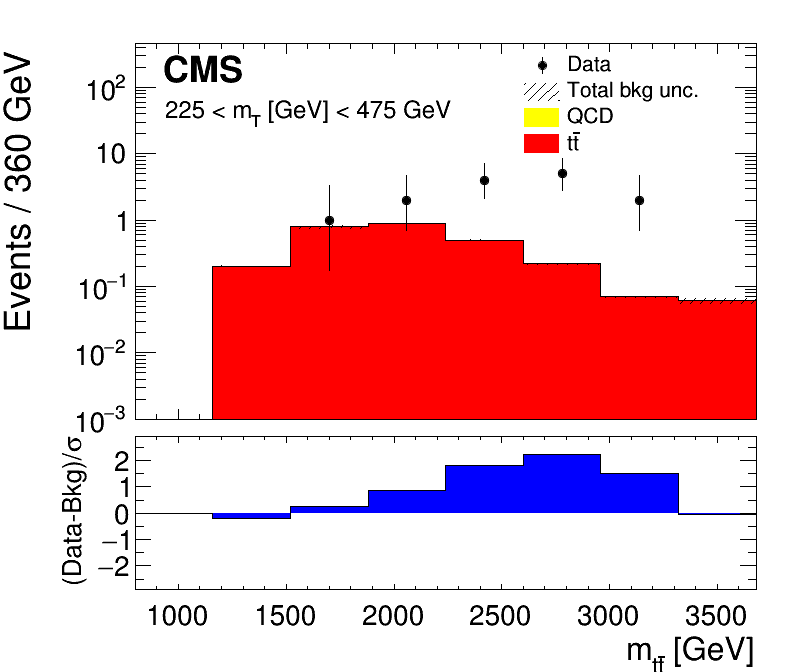 CMS
225 < m_T [GeV] < 475 GeV
Data
Total bkg unc.
QCD
tt̄
Events / 360 GeV
10²
10
1
10⁻¹
10⁻²
10⁻³
(Data-Bkg)/σ
2
1
0
−1
−2
1000 1500 2000 2500 3000 3500
m_tt̄ [GeV]